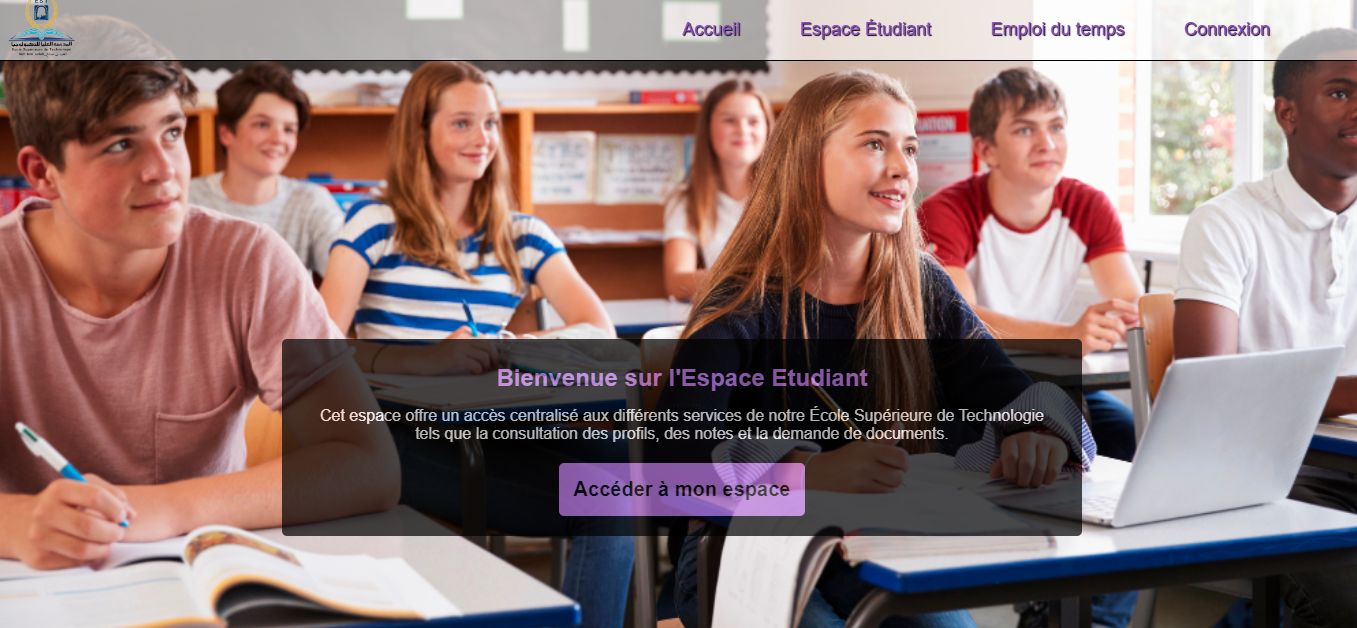 EST
Accueil
Espace Étudiant
Emploi du temps
Connexion
Bienvenue sur l'Espace Etudiant
Cet espace offre un accès centralisé aux différents services de notre École Supérieure de Technologie
tels que la consultation des profils, des notes et la demande de documents.
Accéder à mon espace